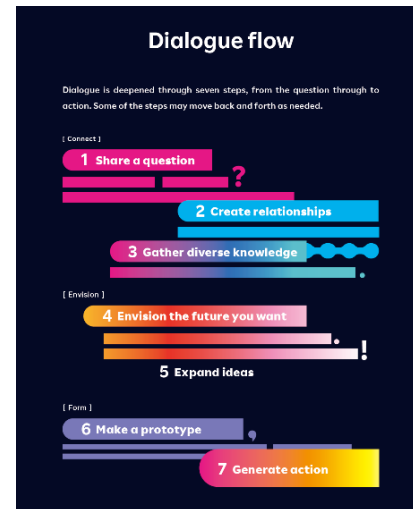 Dialogue flow
Dialogue is deepened through seven steps, from the question through to
action. Some of the steps may move back and forth as needed.
[ Connect ]
1 Share a question
?
2 Create relationships
3 Gather diverse knowledge
.
[ Envision ]
4 Envision the future you want
.
!
5 Expand ideas
[ Form ]
6 Make a prototype
,
7 Generate action